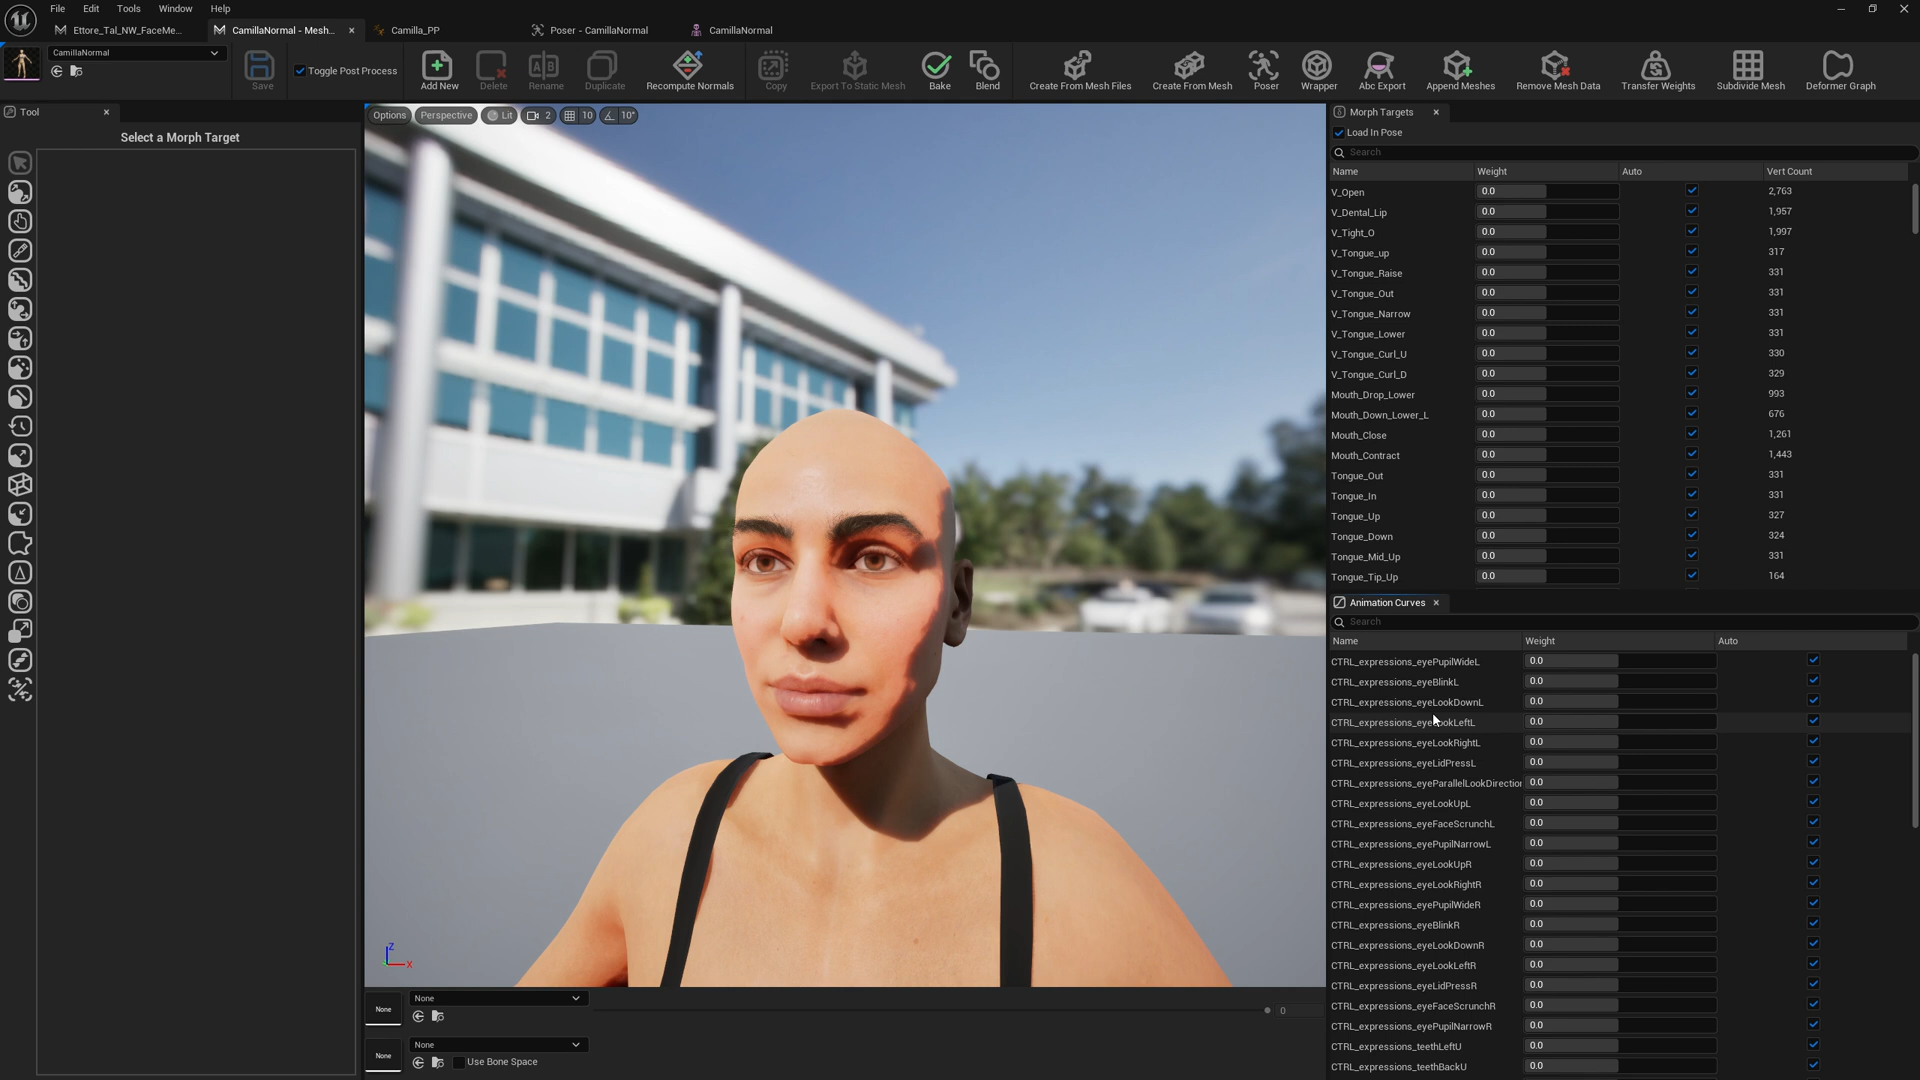 File Edit Tools Window Help
Ettore_Tal_NW_FaceMe... CamillaNormal - Mesh... Camilla_PP Poser - CamillaNormal CamillaNormal
CamillaNormal
Save
Toggle Post Process
Add New Delete Rename Duplicate Recompute Normals Copy Export To Static Mesh Bake Blend Create From Mesh Files Create From Mesh Poser Wrapper Abc Export Append Meshes Remove Mesh Data Transfer Weights Subdivide Mesh Deformer Graph
Tool
Select a Morph Target
Options Perspective Lit 2 10 10°
Z
X
None None
0
None None
Use Bone Space
Morph Targets
Load In Pose
Search
Name Weight Auto Vert Count
V_Open 0.0 2,763
V_Dental_Lip 0.0 1,957
V_Tight_O 0.0 1,997
V_Tongue_up 0.0 317
V_Tongue_Raise 0.0 331
V_Tongue_Out 0.0 331
V_Tongue_Narrow 0.0 331
V_Tongue_Lower 0.0 331
V_Tongue_Curl_U 0.0 330
V_Tongue_Curl_D 0.0 329
Mouth_Drop_Lower 0.0 993
Mouth_Down_Lower_L 0.0 676
Mouth_Close 0.0 1,261
Mouth_Contract 0.0 1,443
Tongue_Out 0.0 331
Tongue_In 0.0 331
Tongue_Up 0.0 327
Tongue_Down 0.0 324
Tongue_Mid_Up 0.0 331
Tongue_Tip_Up 0.0 164
Animation Curves
Search
Name Weight Auto
CTRL_expressions_eyePupilWideL 0.0
CTRL_expressions_eyeBlinkL 0.0
CTRL_expressions_eyeLookDownL 0.0
CTRL_expressions_eyeLookLeftL 0.0
CTRL_expressions_eyeLookRightL 0.0
CTRL_expressions_eyeLidPressL 0.0
CTRL_expressions_eyeParallelLookDirection 0.0
CTRL_expressions_eyeLookUpL 0.0
CTRL_expressions_eyeFaceScrunchL 0.0
CTRL_expressions_eyePupilNarrowL 0.0
CTRL_expressions_eyeLookUpR 0.0
CTRL_expressions_eyeLookRightR 0.0
CTRL_expressions_eyePupilWideR 0.0
CTRL_expressions_eyeBlinkR 0.0
CTRL_expressions_eyeLookDownR 0.0
CTRL_expressions_eyeLookLeftR 0.0
CTRL_expressions_eyeLidPressR 0.0
CTRL_expressions_eyeFaceScrunchR 0.0
CTRL_expressions_eyePupilNarrowR 0.0
CTRL_expressions_teethLeftU 0.0
CTRL_expressions_teethBackU 0.0